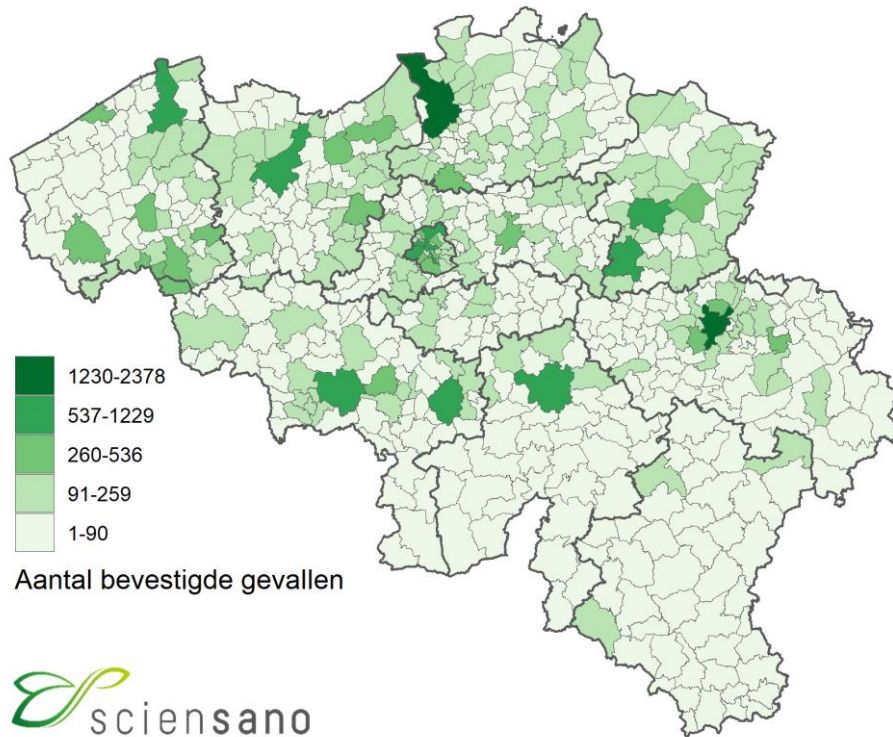 1230-2378
537-1229
260-536
91-259
1-90
Aantal bevestigde gevallen
sciensano